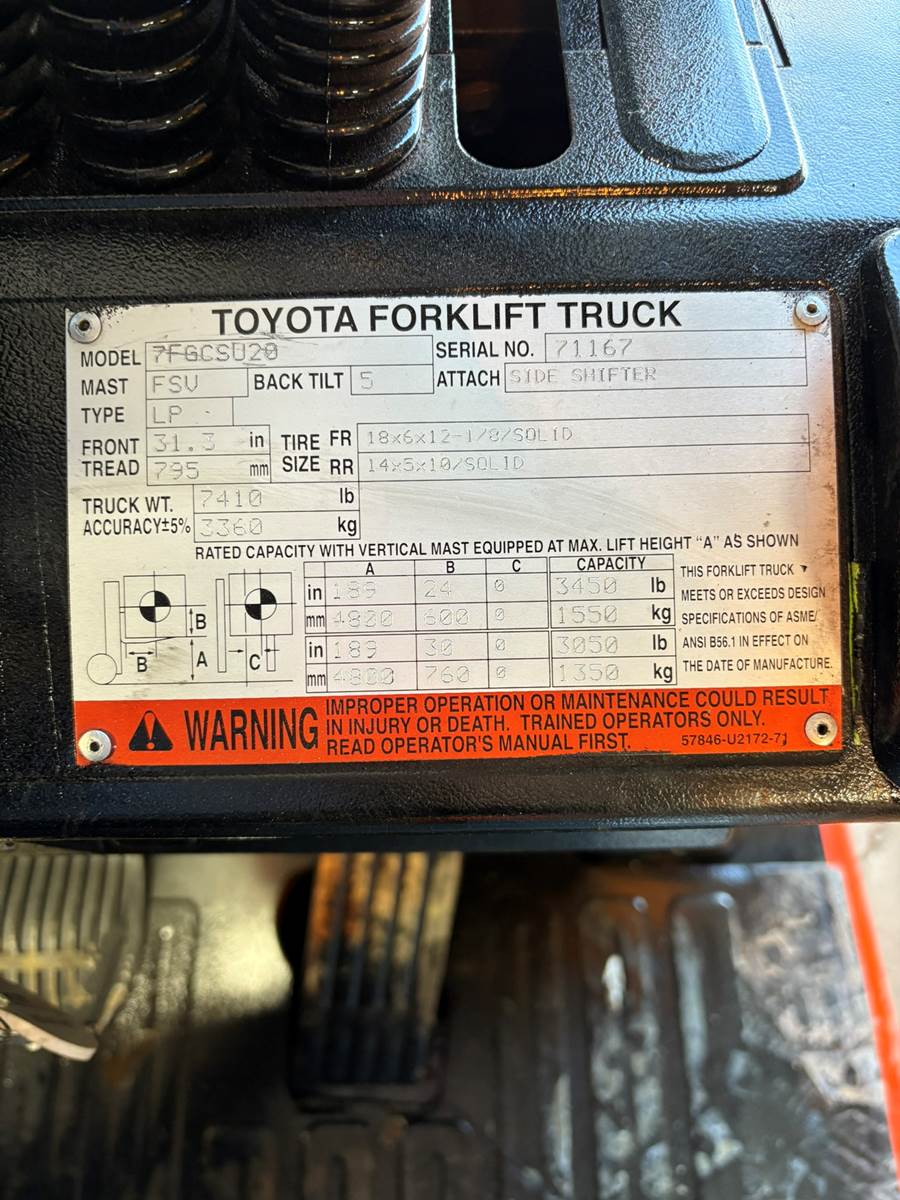 TOYOTA FORKLIFT TRUCK
MODEL 7FGCSU20 SERIAL NO. 71167
MAST FSV BACK TILT 5 ATTACH SIDE SHIFTER
TYPE LP
FRONT TREAD 31.3 in 795 mm
TIRE SIZE FR 18x6x12-1/8/SOLID
RR 14x5x10/SOLID
TRUCK WT. 7410 lb
ACCURACY±5% 3360 kg
RATED CAPACITY WITH VERTICAL MAST EQUIPPED AT MAX. LIFT HEIGHT "A" AS SHOWN
A B C CAPACITY
in 189 24 0 3450 lb
mm 4800 600 0 1550 kg
in 189 30 0 3050 lb
mm 4800 760 0 1350 kg
B
B A C
THIS FORKLIFT TRUCK
MEETS OR EXCEEDS DESIGN
SPECIFICATIONS OF ASME/
ANSI B56.1 IN EFFECT ON
THE DATE OF MANUFACTURE.
WARNING
IMPROPER OPERATION OR MAINTENANCE COULD RESULT
IN INJURY OR DEATH. TRAINED OPERATORS ONLY.
READ OPERATOR'S MANUAL FIRST. 57846-U2172-71